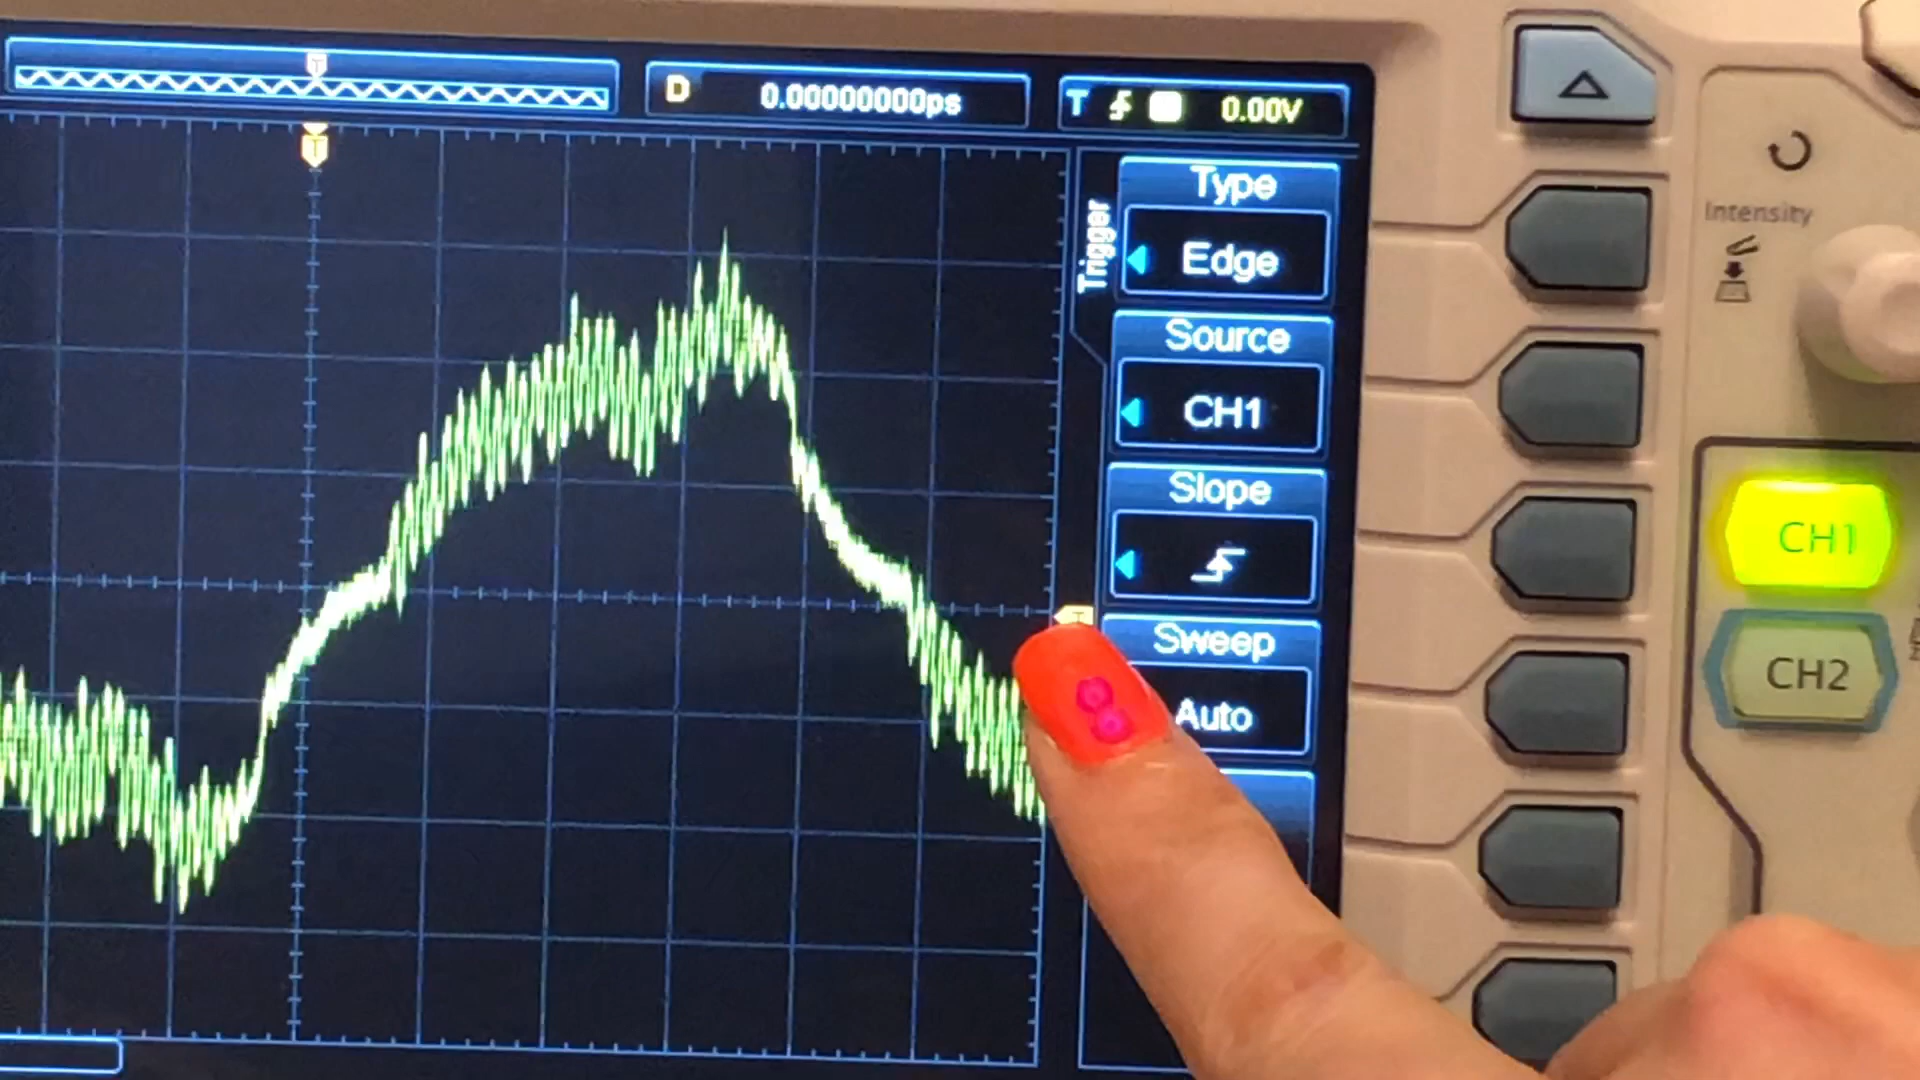 T
D 0.00000000ps
T 0.00V
T
Trigger
Type
Edge
Source
CH1
Slope
T
Sweep
Auto
Intensity
CH1
CH2